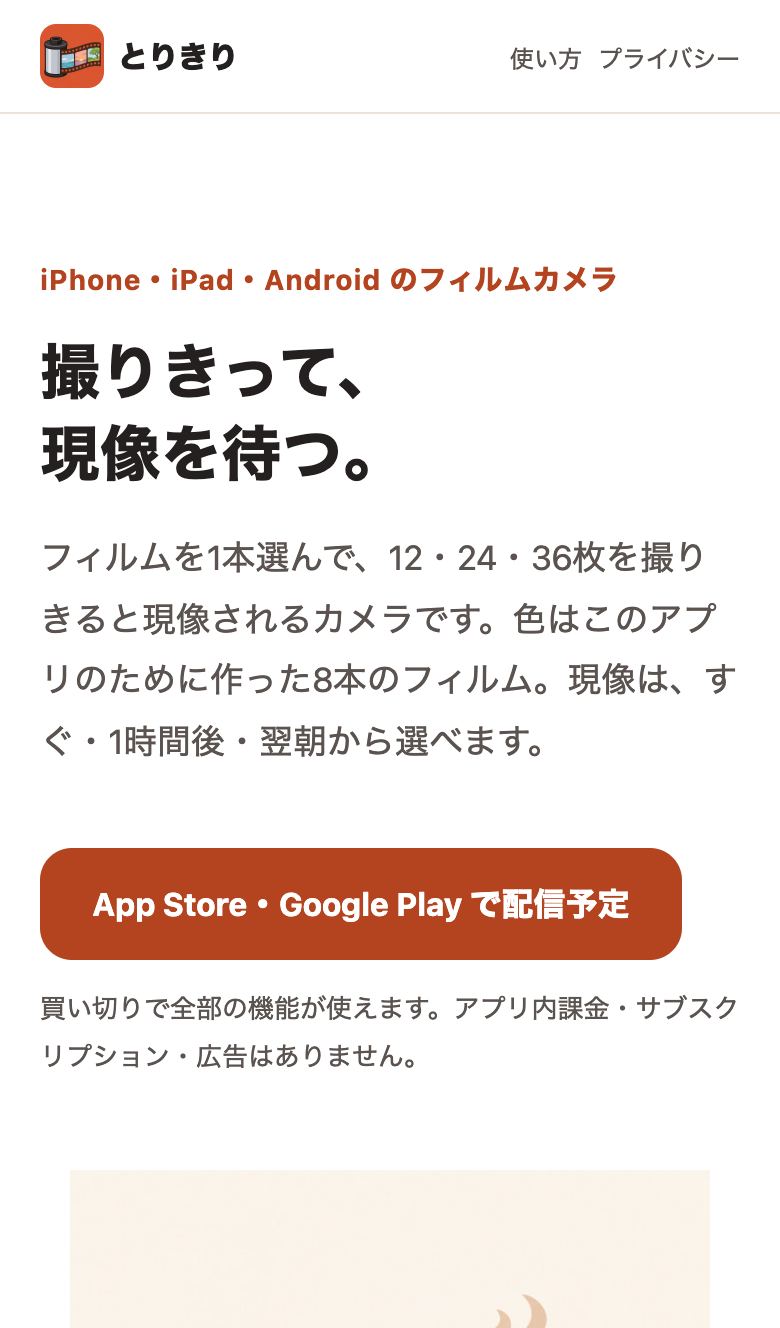 とりきり
使い方 プライバシー
iPhone・iPad・Android のフィルムカメラ
撮りきって、
現像を待つ。
フィルムを1本選んで、12・24・36枚を撮り
きると現像されるカメラです。色はこのアプ
リのために作った8本のフィルム。現像は、す
ぐ・1時間後・翌朝から選べます。
App Store・Google Play で配信予定
買い切りで全部の機能が使えます。アプリ内課金・サブスク
リプション・広告はありません。